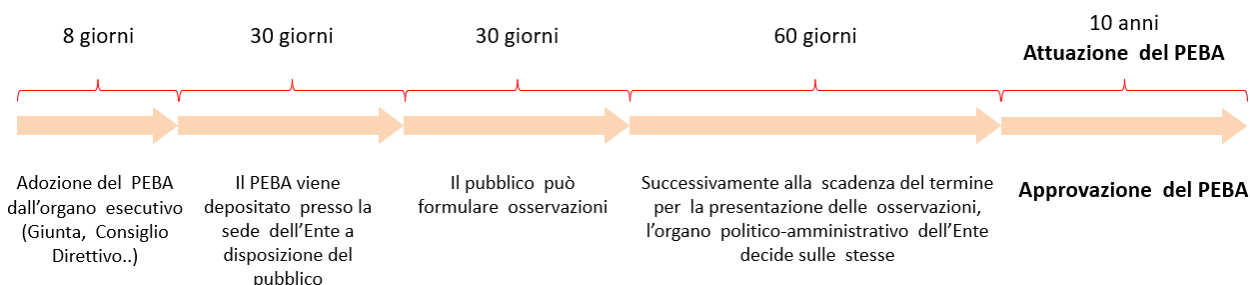 8 giorni
30 giorni
30 giorni
60 giorni
10 anni
Attuazione del PEBA
Adozione del PEBA
dall'organo esecutivo
(Giunta, Consiglio
Direttivo..)
Il PEBA viene
depositato presso la
sede dell'Ente a
disposizione del
pubblico
Il pubblico può
formulare osservazioni
Successivamente alla scadenza del termine
per la presentazione delle osservazioni,
l'organo politico-amministrativo dell'Ente
decide sulle stesse
Approvazione del PEBA